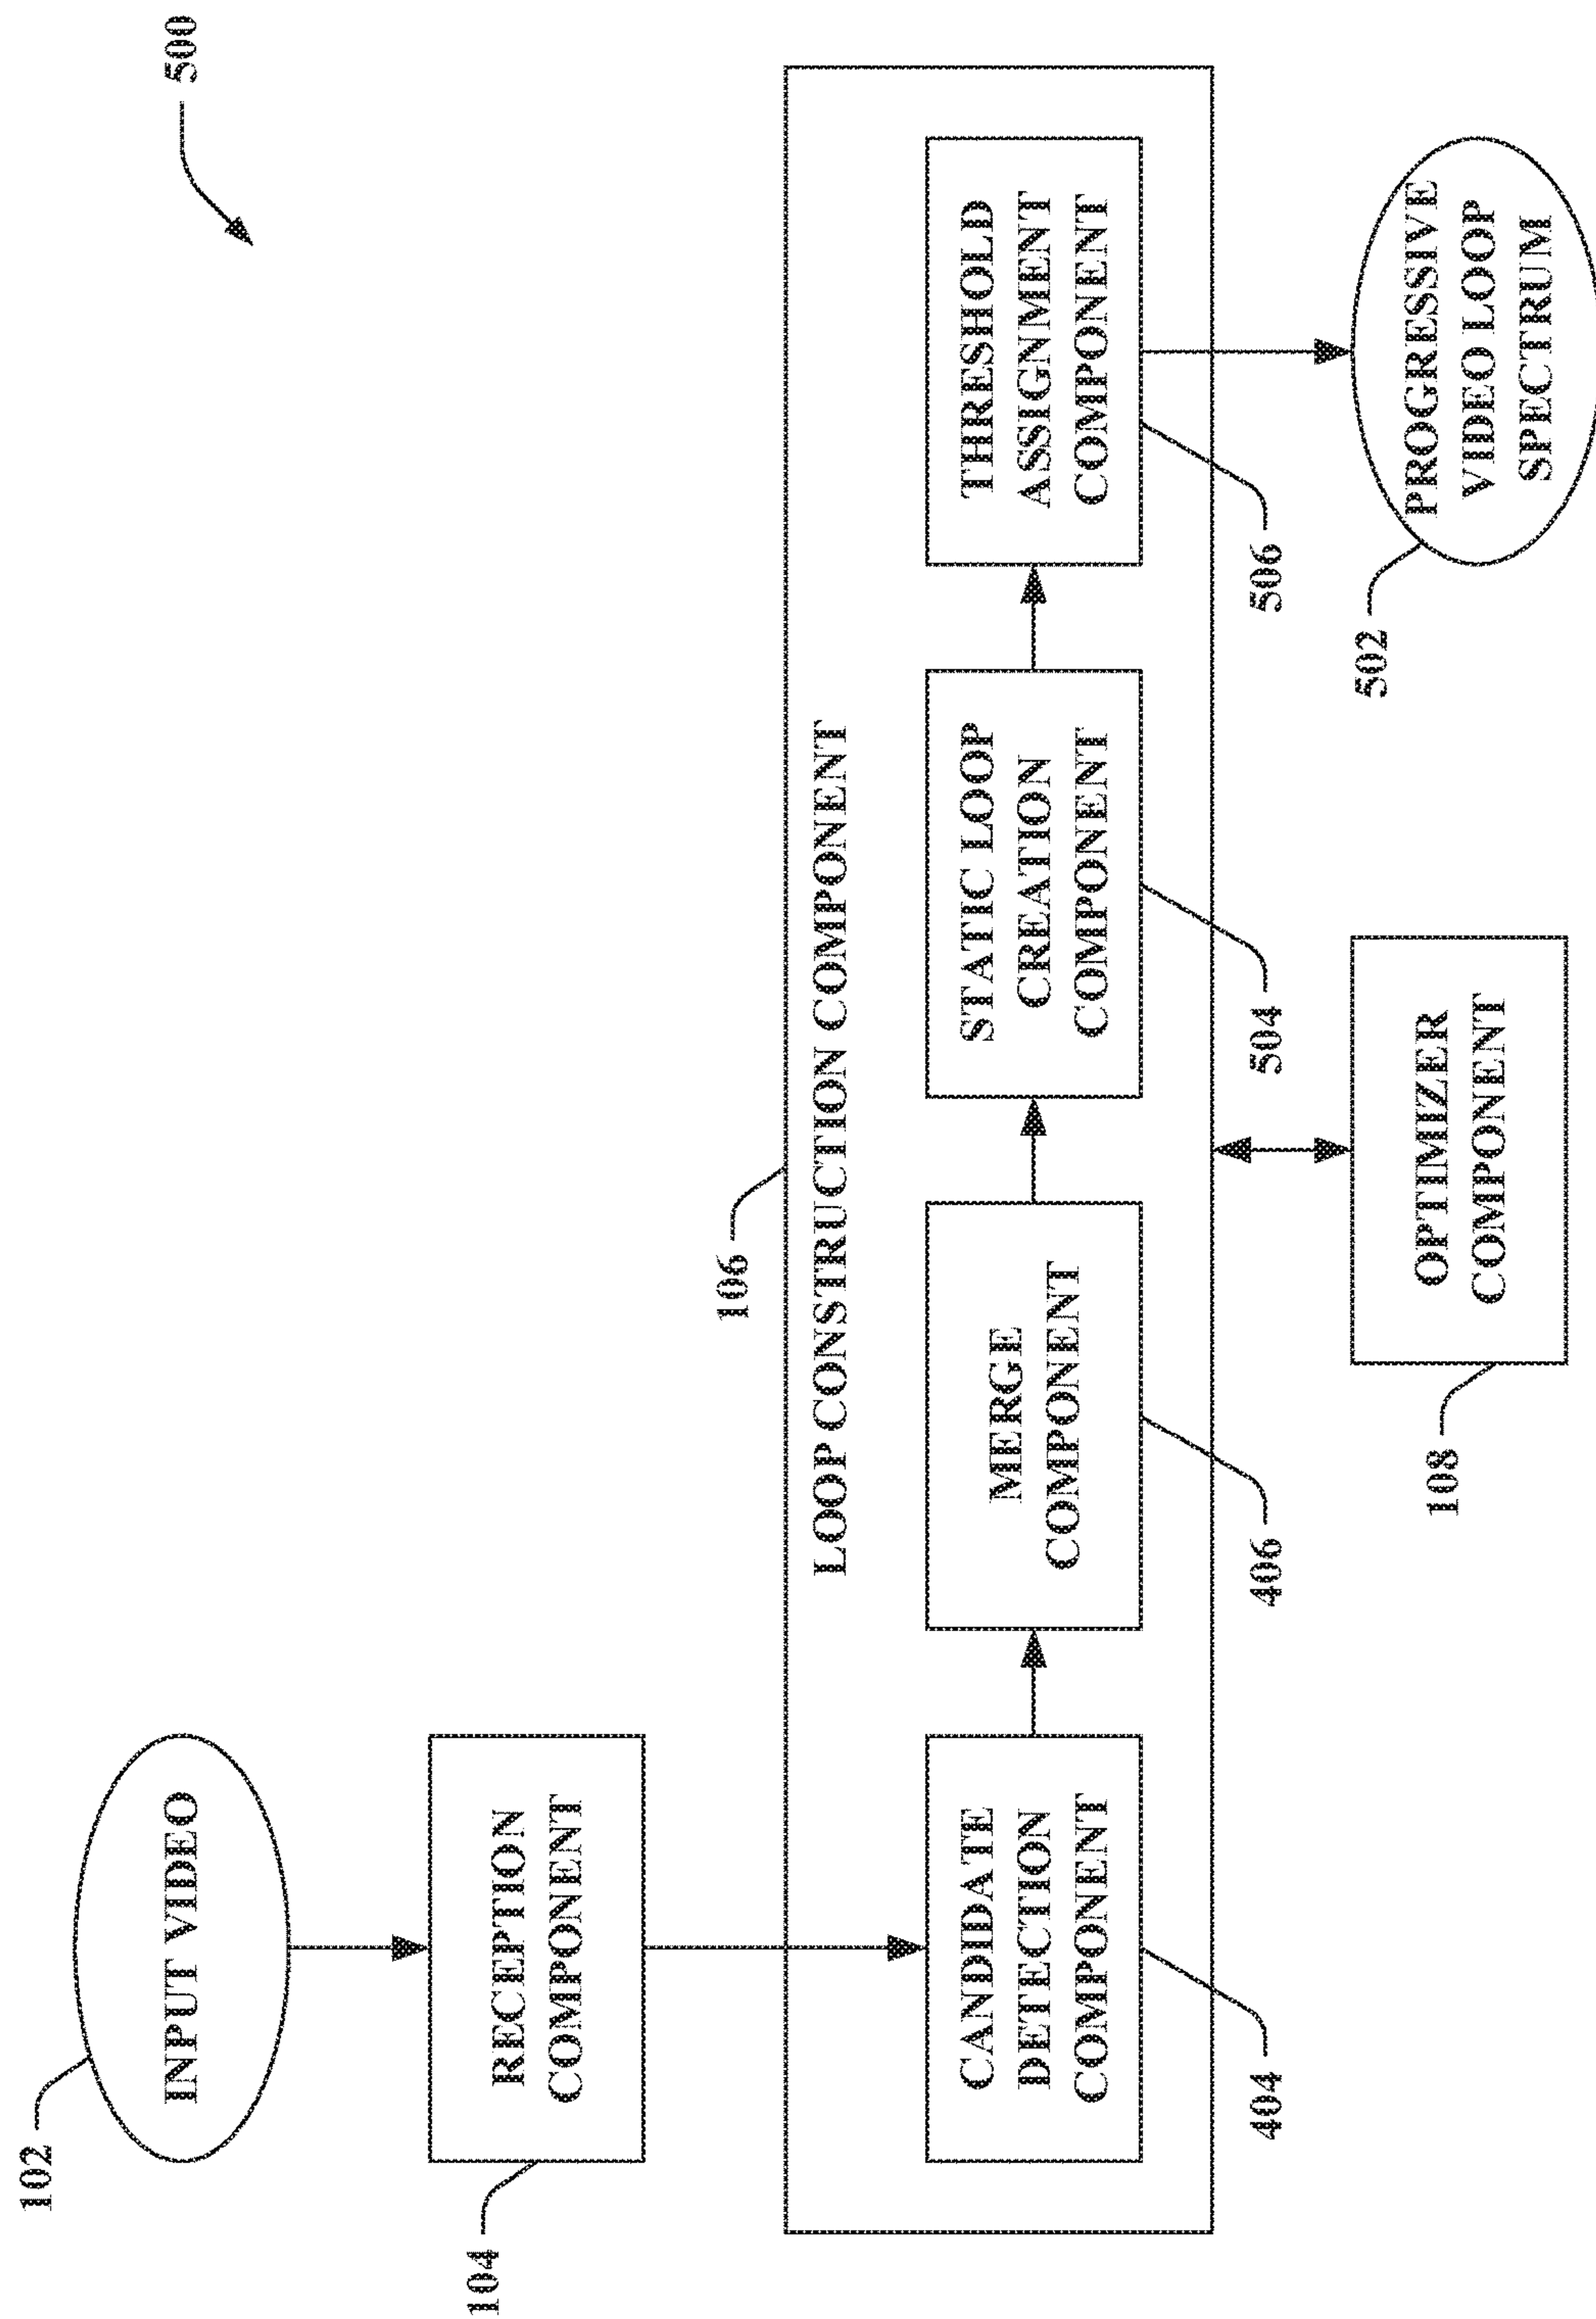 500
102
INPUT VIDEO
104
RECEPTION
COMPONENT
106
LOOP CONSTRUCTION COMPONENT
CANDIDATE
DETECTION
COMPONENT
404
MERGE
COMPONENT
406
STATIC LOOP
CREATION
COMPONENT
504
THRESHOLD
ASSIGNMENT
COMPONENT
506
108
OPTIMIZER
COMPONENT
502
PROGRESSIVE
VIDEO LOOP
SPECTRUM